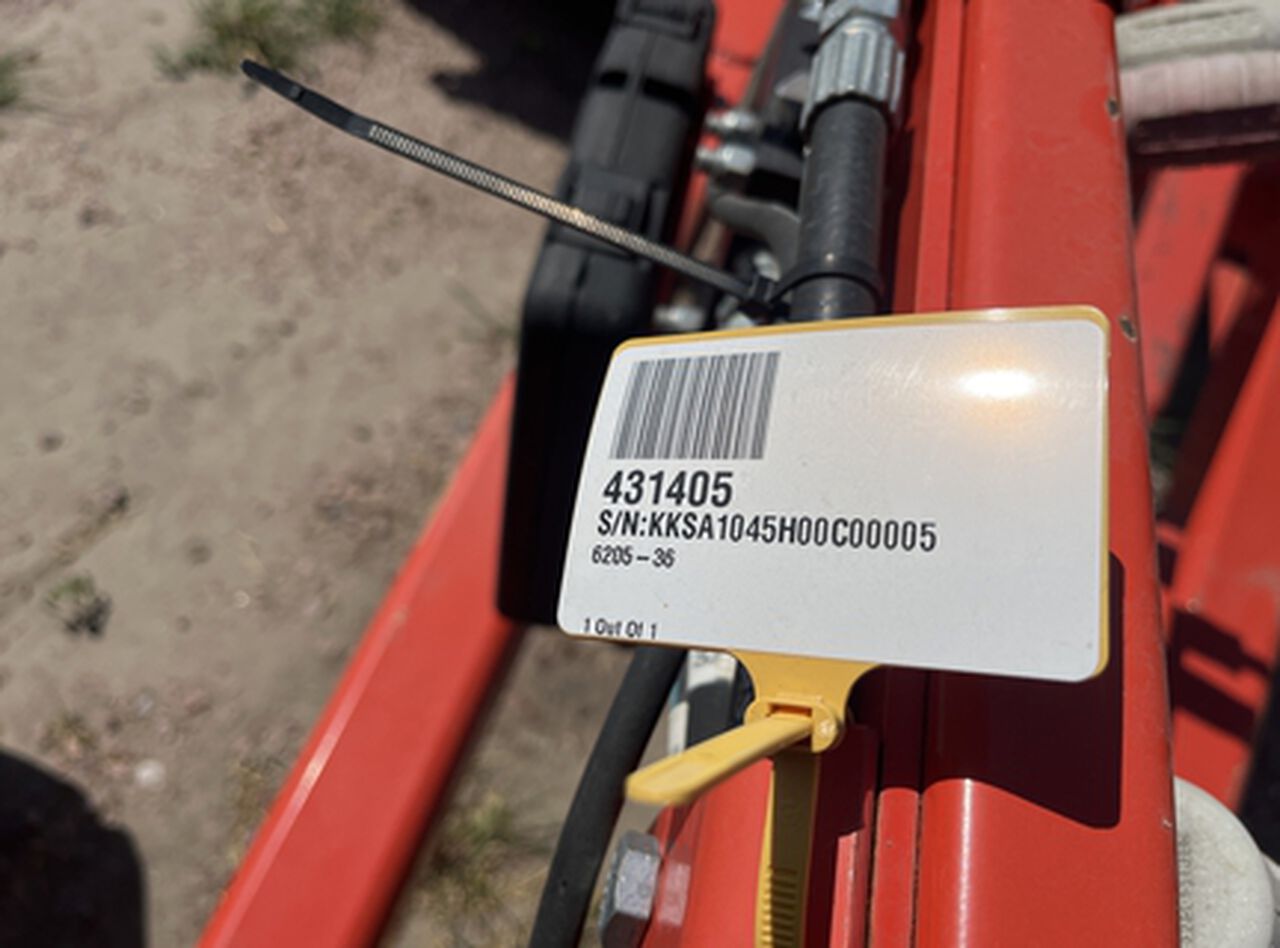 431405
S/N:KKSA1045H00C00005
6205-36
1 Out Of 1